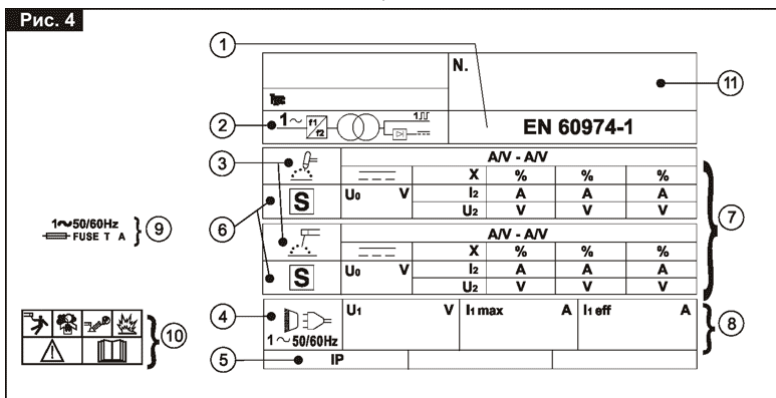 Рис. 4
1
N.
11
Type
2
1~ f1 f2
1
EN 60974-1
3
A/V - A/V
X % % %
6
S
U0 V
I2 A A A
U2 V V V
7
1~50/60Hz
FUSE T A
9
A/V - A/V
X % % %
S
U0 V
I2 A A A
U2 V V V
4
1~50/60Hz
U1 V
I1 max A
I1 eff A
8
10
5
IP